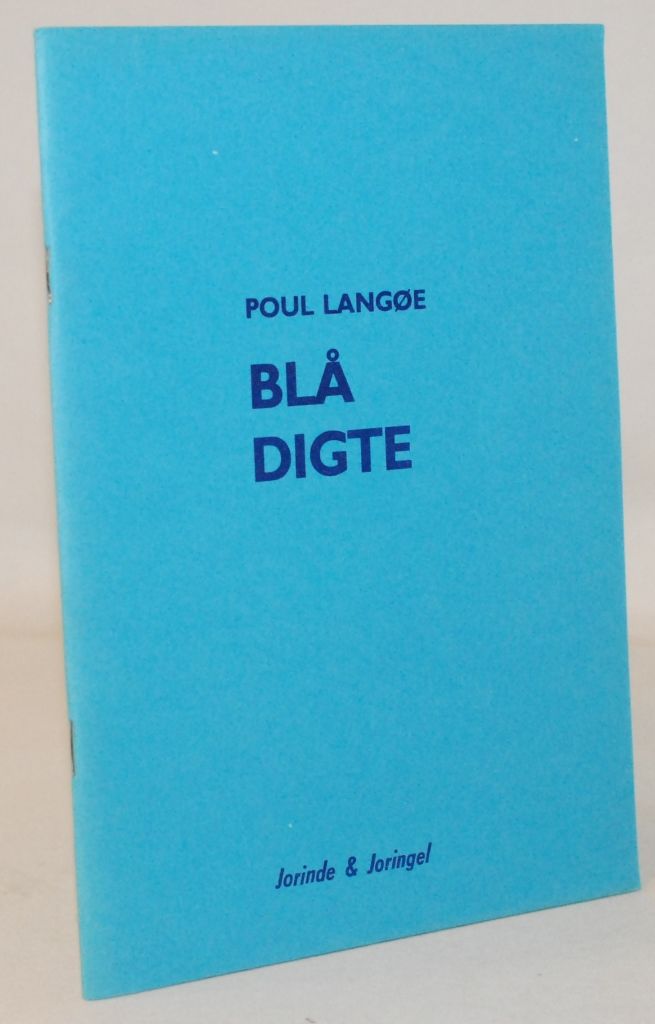 POUL LANGØE
BLÅ
DIGTE
Jorinde & Joringel